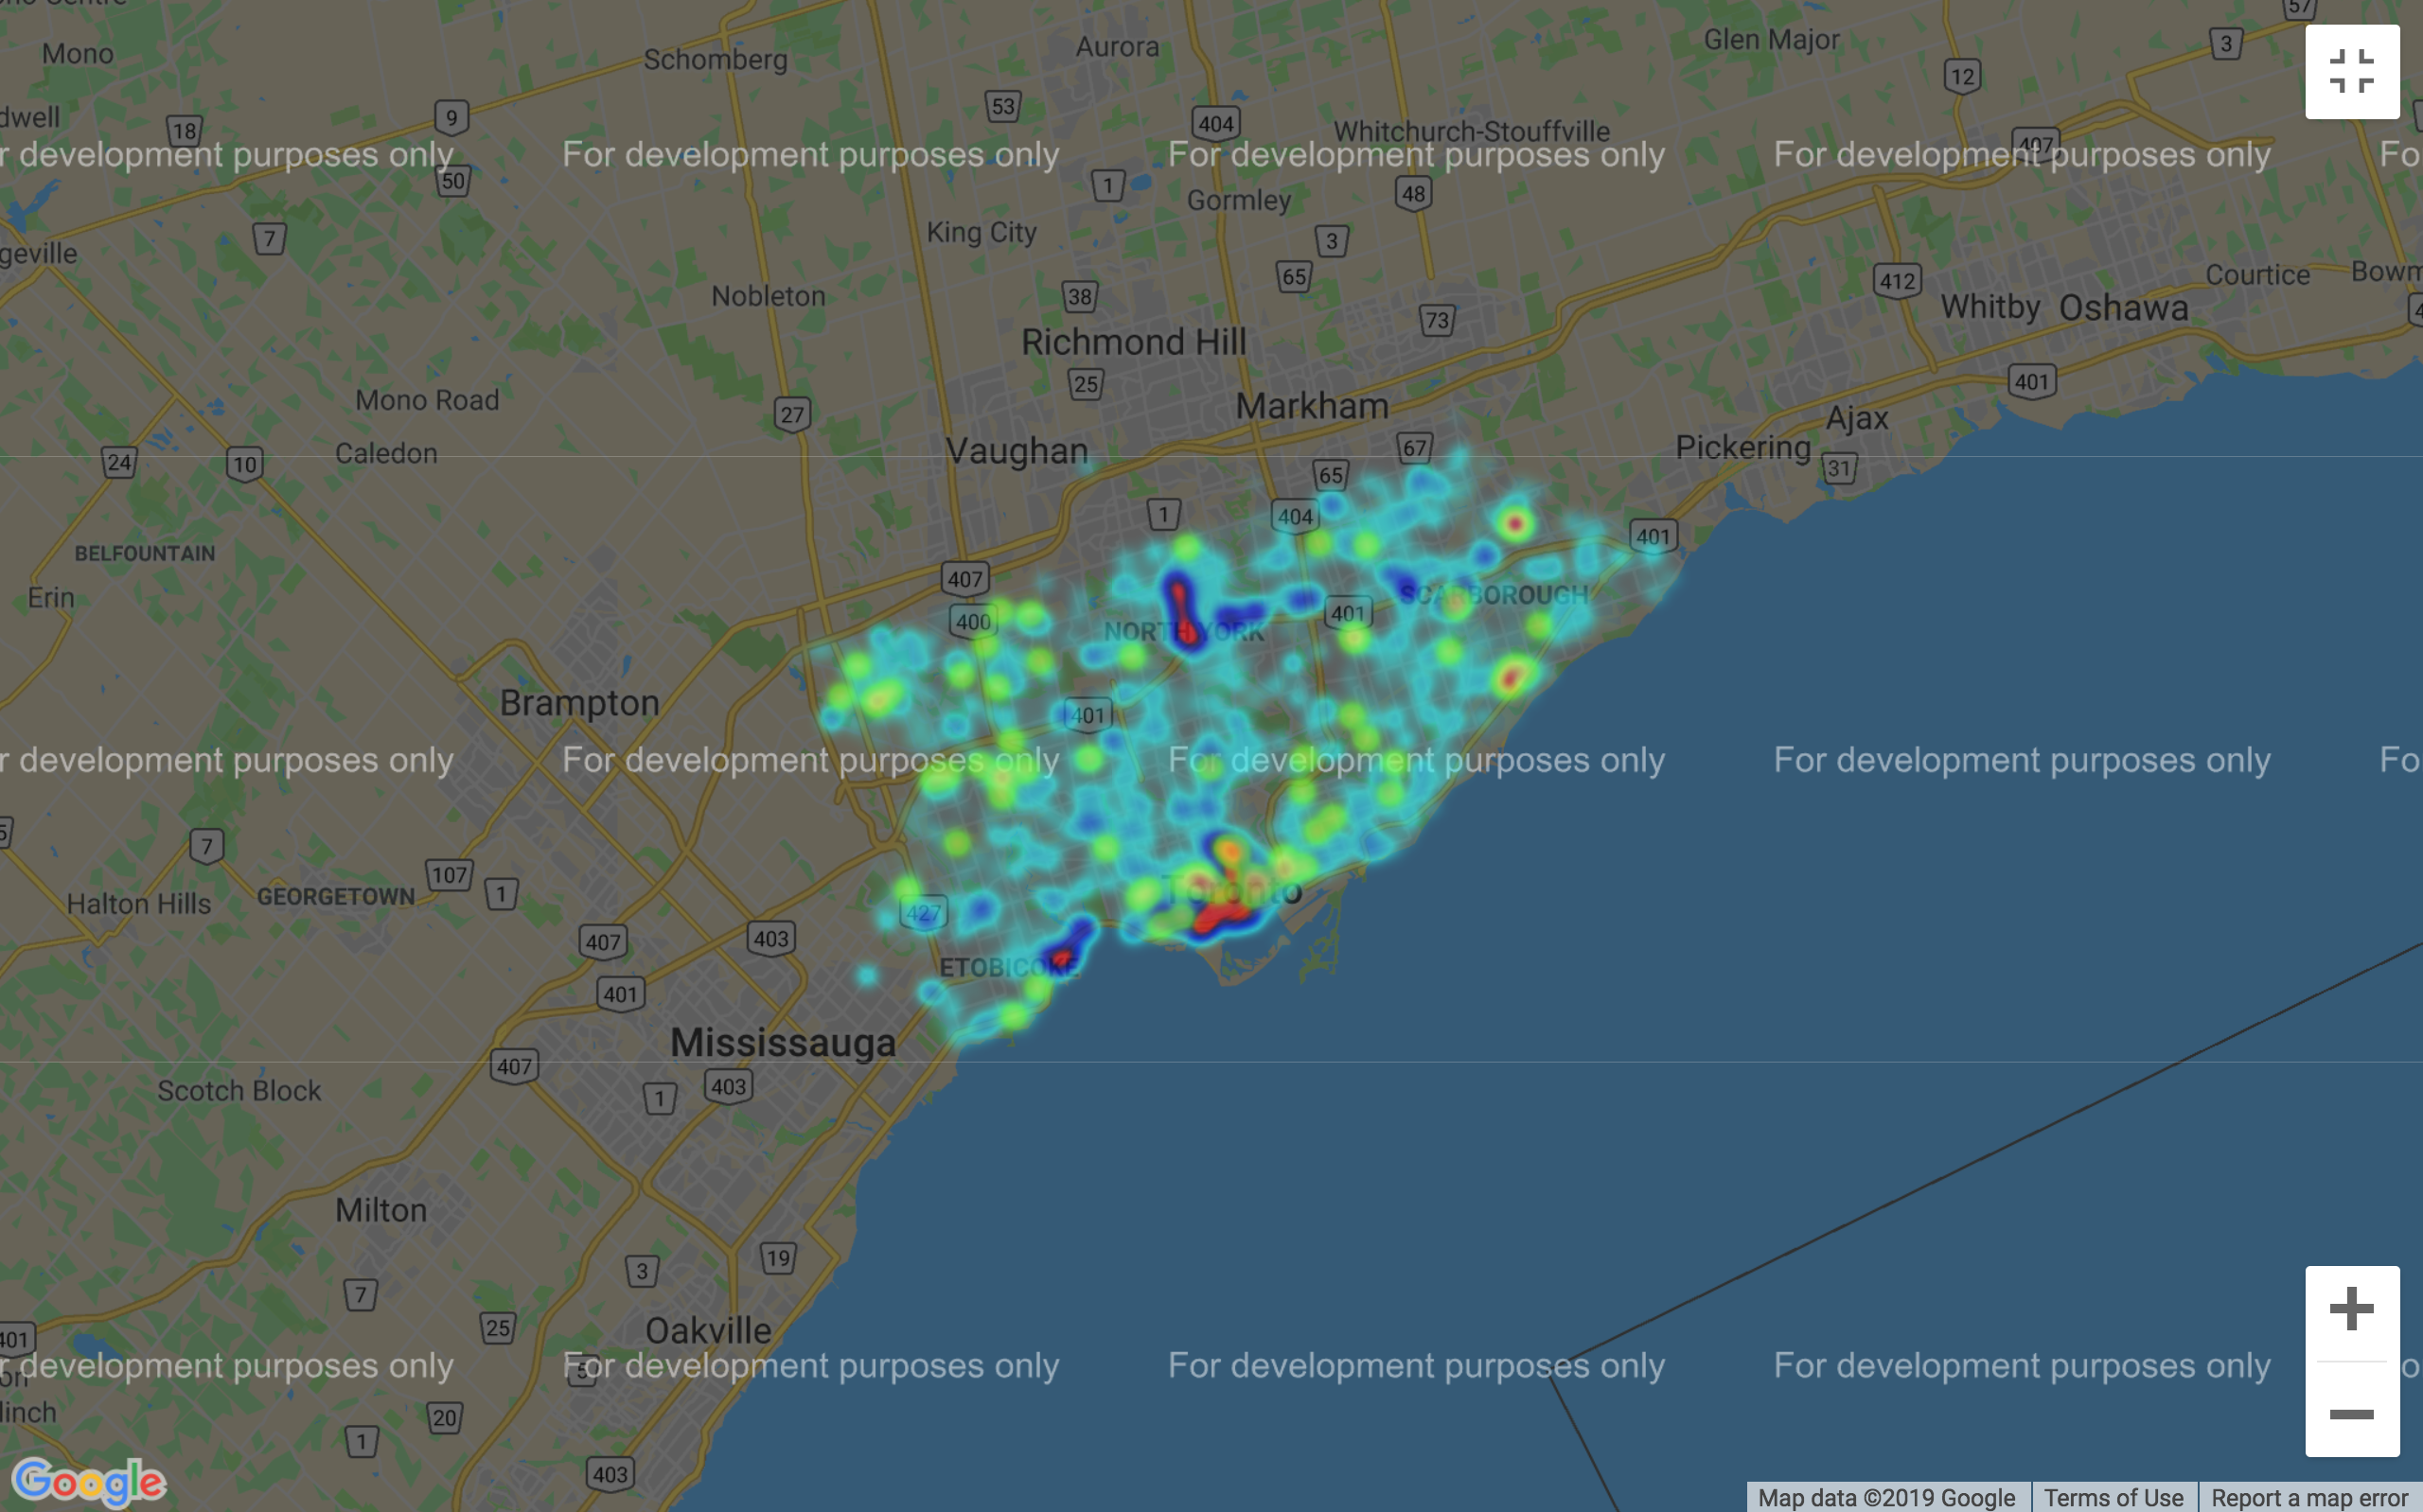 57
Mono
Schomberg
Aurora
Glen Major
3
12
53
9
18
404
Whitchurch-Stouffville
407
dwell
r development purposes only
For development purposes only
For development purposes only
For development purposes only
Fo
50
1
48
Gormley
7
King City
3
geville
65
412
Courtice
Bowm
Nobleton
38
Whitby
Oshawa
73
Richmond Hill
25
401
Mono Road
27
Markham
Ajax
Caledon
24
10
Vaughan
67
Pickering
31
65
1
404
401
BELFOUNTAIN
407
Erin
SCARBOROUGH
400
401
NORTH YORK
Brampton
401
r development purposes only
For development purposes only
For development purposes only
For development purposes only
Fo
5
7
107
1
GEORGETOWN
Halton Hills
Toronto
427
407
403
ETOBICOKE
401
Mississauga
407
403
1
Scotch Block
Milton
19
3
7
25
401
Oakville
r development purposes only
For development purposes only
For development purposes only
For development purposes only
o
on
5
linch
20
1
403
Google
Map data ©2019 Google
Terms of Use
Report a map error